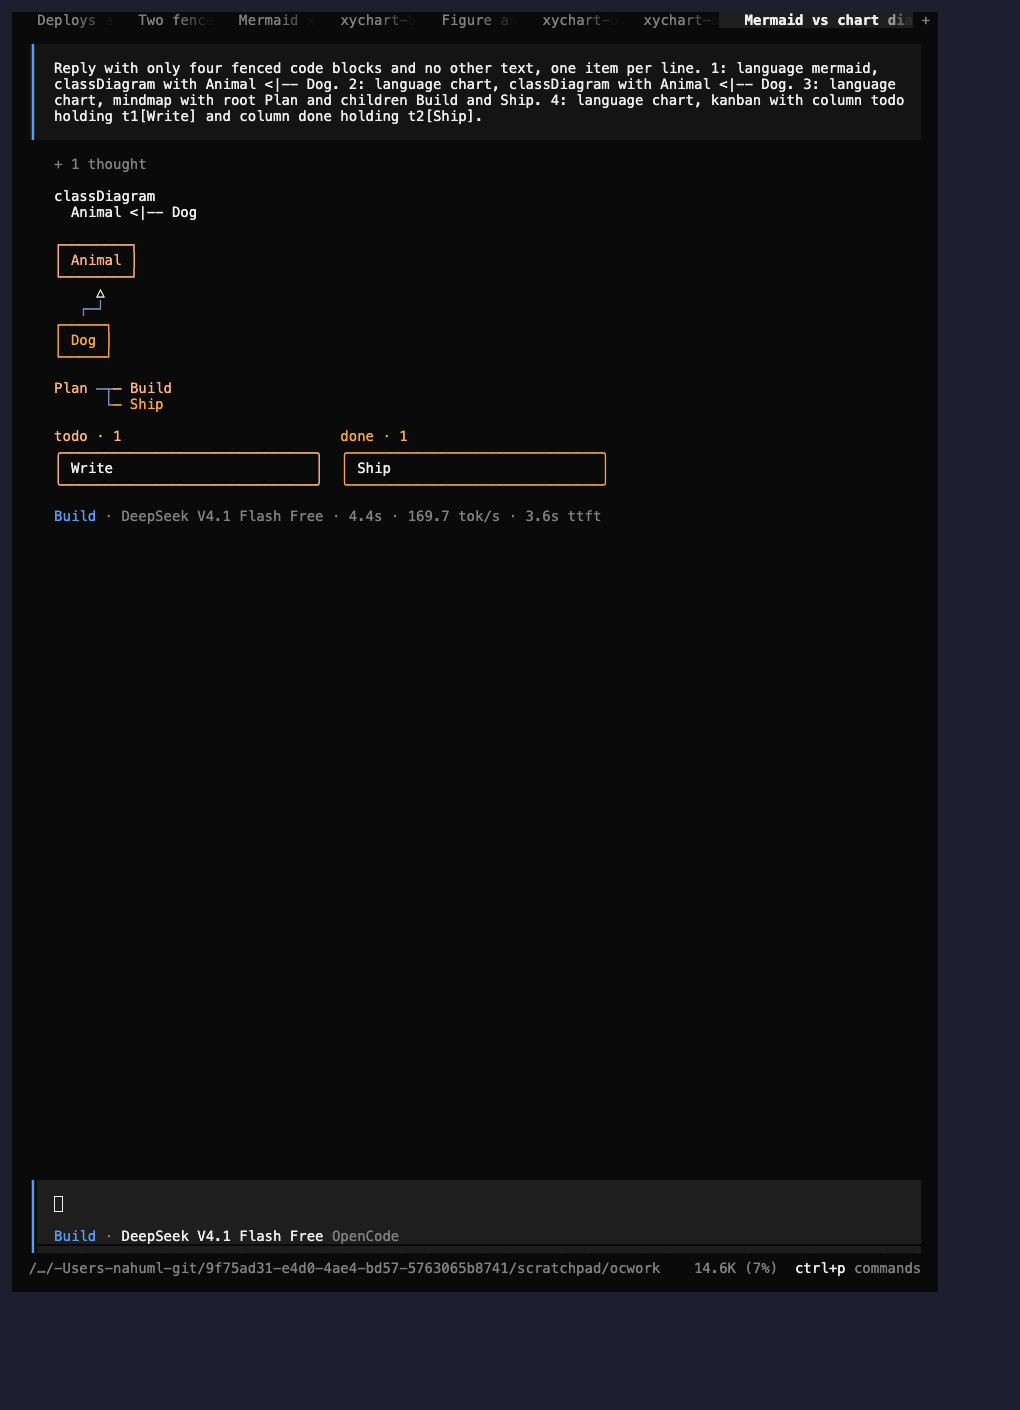 Deploys a Two fence Mermaid x xychart-b Figure an xychart-b xychart-b Mermaid vs chart dia +
Reply with only four fenced code blocks and no other text, one item per line. 1: language mermaid,
classDiagram with Animal <|-- Dog. 2: language chart, classDiagram with Animal <|-- Dog. 3: language
chart, mindmap with root Plan and children Build and Ship. 4: language chart, kanban with column todo
holding t1[Write] and column done holding t2[Ship].
+ 1 thought
classDiagram
Animal <|-- Dog
Animal
Dog
Plan Build
Ship
todo · 1 done · 1
Write Ship
Build · DeepSeek V4.1 Flash Free · 4.4s · 169.7 tok/s · 3.6s ttft
Build · DeepSeek V4.1 Flash Free OpenCode
/…/-Users-nahuml-git/9f75ad31-e4d0-4ae4-bd57-5763065b8741/scratchpad/ocwork 14.6K (7%) ctrl+p commands